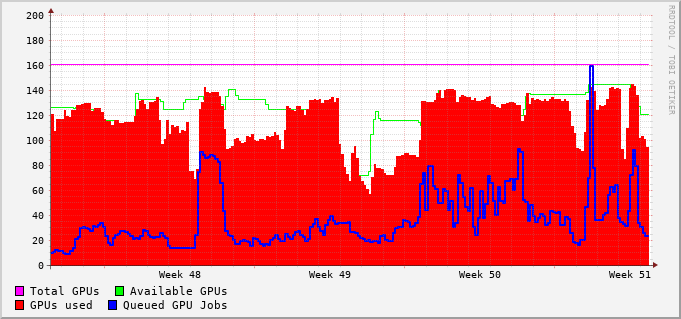 200
180
160
140
120
100
80
60
40
20
0
Week 48 Week 49 Week 50 Week 51
Total GPUs Available GPUs
GPUs used Queued GPU Jobs
RRDTOOL / TOBI OETIKER